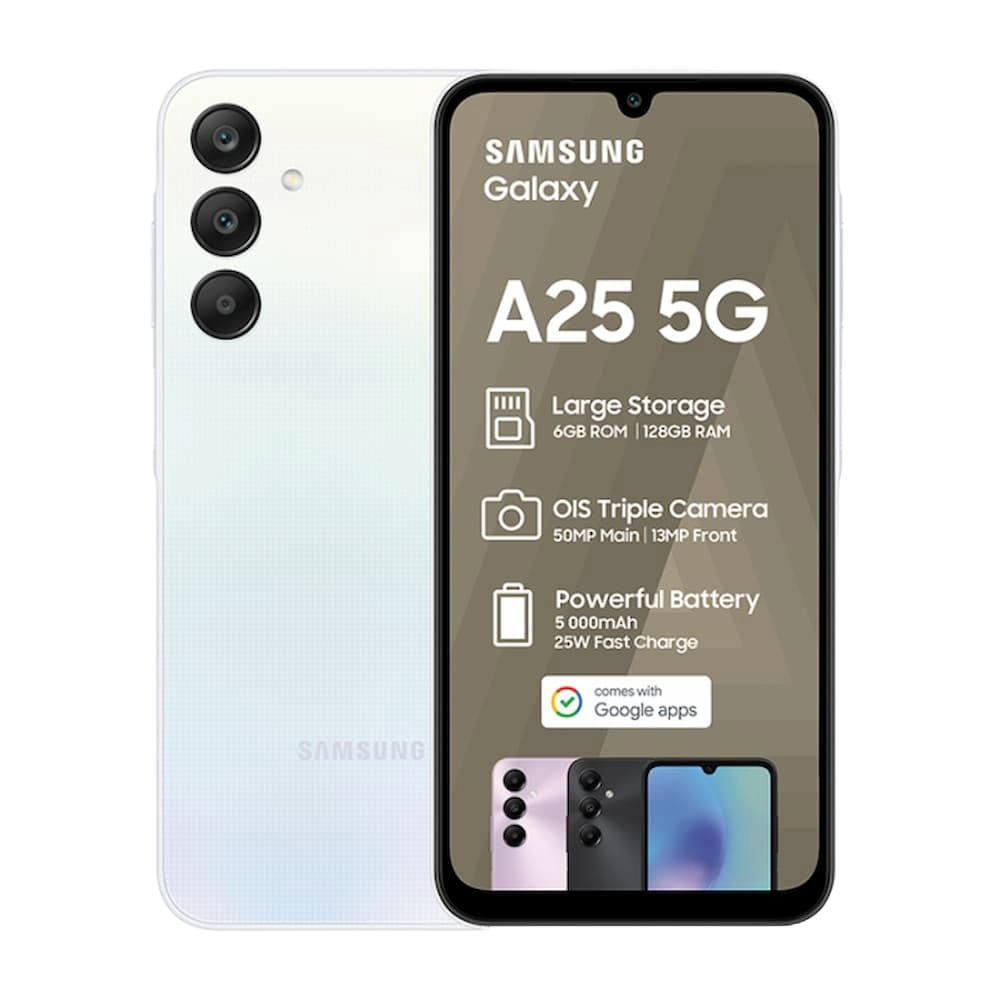 SAMSUNG
Galaxy
A25 5G
Large Storage
6GB ROM | 128GB RAM
OIS Triple Camera
50MP Main | 13MP Front
Powerful Battery
5 000mAh
25W Fast Charge
comes with
Google apps
SAMSUNG